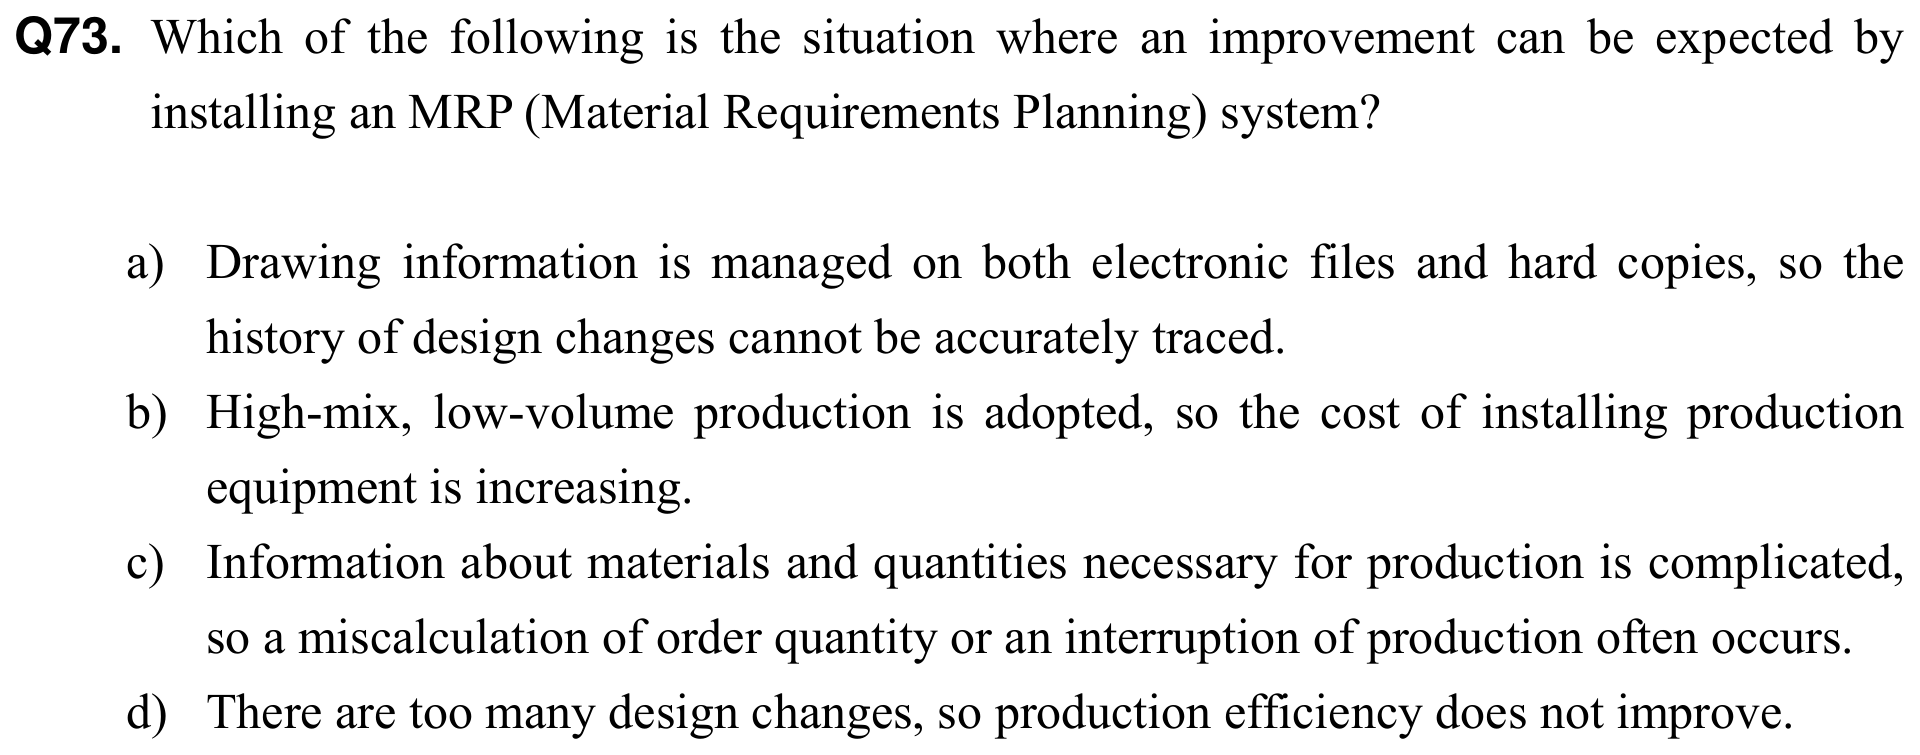 Q73. Which of the following is the situation where an improvement can be expected by
installing an MRP (Material Requirements Planning) system?
a) Drawing information is managed on both electronic files and hard copies, so the
history of design changes cannot be accurately traced.
b) High-mix, low-volume production is adopted, so the cost of installing production
equipment is increasing.
c) Information about materials and quantities necessary for production is complicated,
so a miscalculation of order quantity or an interruption of production often occurs.
d) There are too many design changes, so production efficiency does not improve.